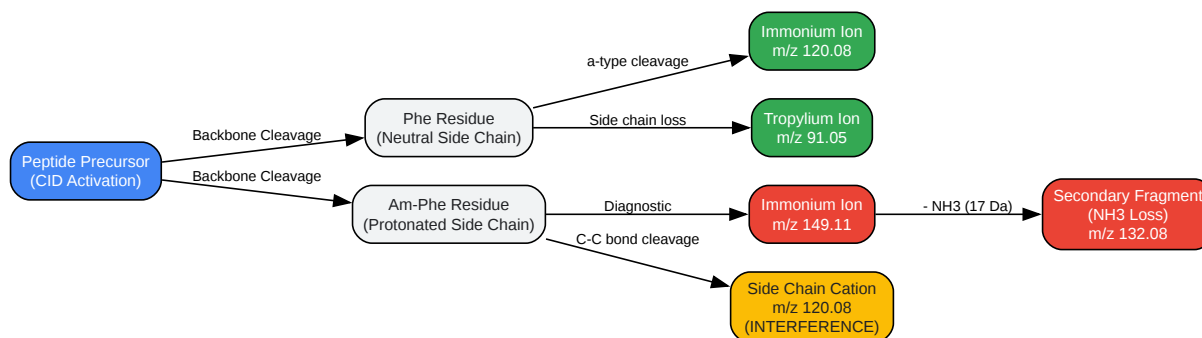 Peptide Precursor
(CID Activation)
Backbone Cleavage
Backbone Cleavage
Phe Residue
(Neutral Side Chain)
a-type cleavage
Immonium Ion
m/z 120.08
Side chain loss
Tropylium Ion
m/z 91.05
Am-Phe Residue
(Protonated Side Chain)
Diagnostic
Immonium Ion
m/z 149.11
- NH3 (17 Da)
Secondary Fragment
(NH3 Loss)
m/z 132.08
C-C bond cleavage
Side Chain Cation
m/z 120.08
(INTERFERENCE)